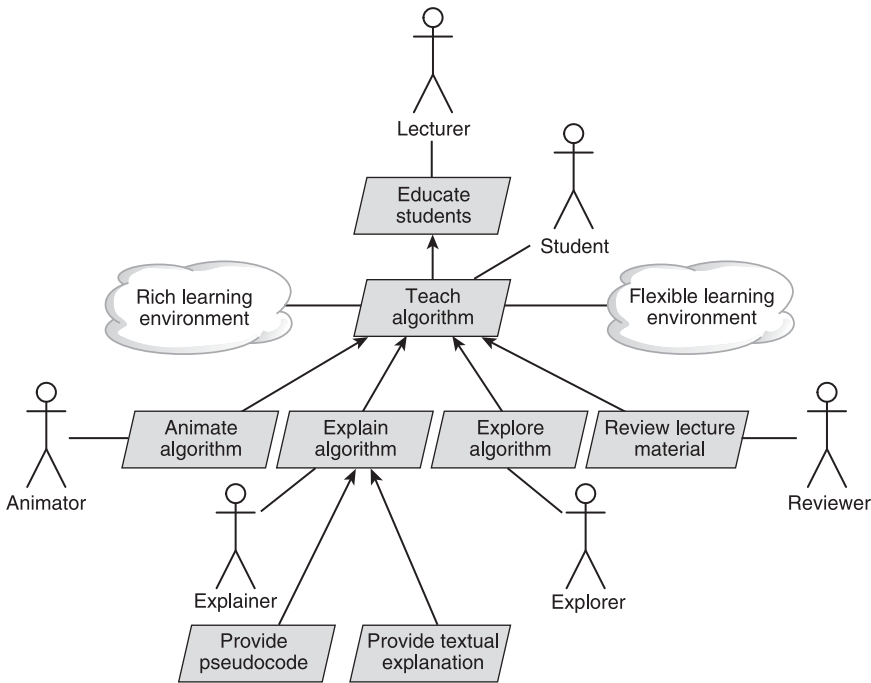 Lecturer
Educate
students
Student
Rich learning
environment
Teach
algorithm
Flexible learning
environment
Animate
algorithm
Explain
algorithm
Explore
algorithm
Review lecture
material
Animator
Reviewer
Explainer
Explorer
Provide
pseudocode
Provide textual
explanation